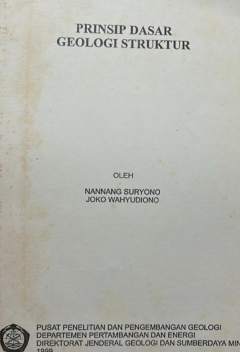 PRINSIP DASAR
GEOLOGI STRUKTUR
OLEH
NANNANG SURYONO
JOKO WAHYUDIONO
PUSAT PENELITIAN DAN PENGEMBANGAN GEOLOGI
DEPARTEMEN PERTAMBANGAN DAN ENERGI
DIREKTORAT JENDERAL GEOLOGI DAN SUMBERDAYA MIN
1999